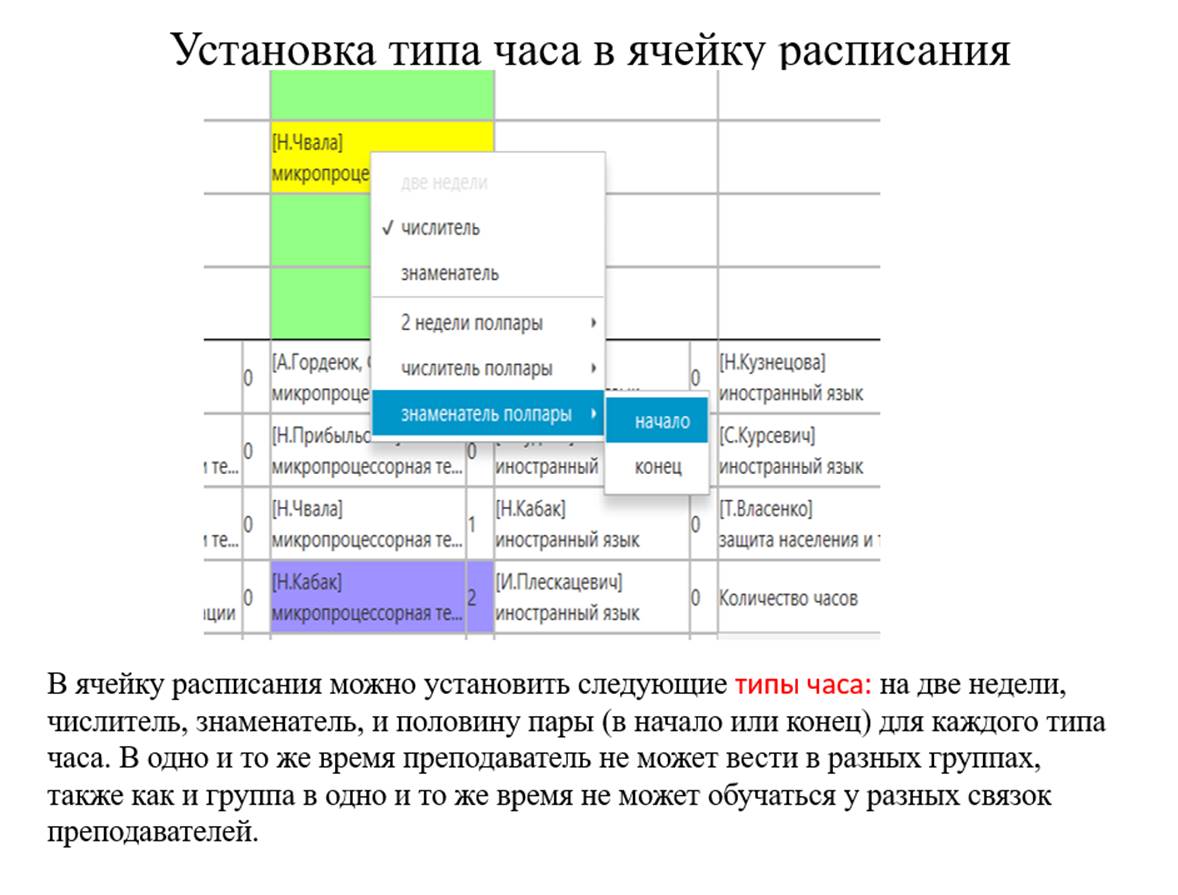 Установка типа часа в ячейку расписания
[Н.Чвала]
микропроце
две недели
✓ числитель
знаменатель
2 недели полпары
числитель полпары
знаменатель полпары
начало
конец
0
[А.Гордеюк,
микропроце
0
[Н.Кузнецова]
иностранный язык
те...
0
[Н.Прибыльс
микропроцессорная те...
0
иностранный
[С.Курсевич]
иностранный язык
те...
0
[Н.Чвала]
микропроцессорная те...
1
[Н.Кабак]
иностранный язык
0
[Т.Власенко]
защита населения и
ции
0
[Н.Кабак]
микропроцессорная те...
2
[И.Плескацевич]
иностранный язык
0
Количество часов
В ячейку расписания можно установить следующие типы часа: на две недели,
числитель, знаменатель, и половину пары (в начало или конец) для каждого типа
часа. В одно и то же время преподаватель не может вести в разных группах,
также как и группа в одно и то же время не может обучаться у разных связок
преподавателей.